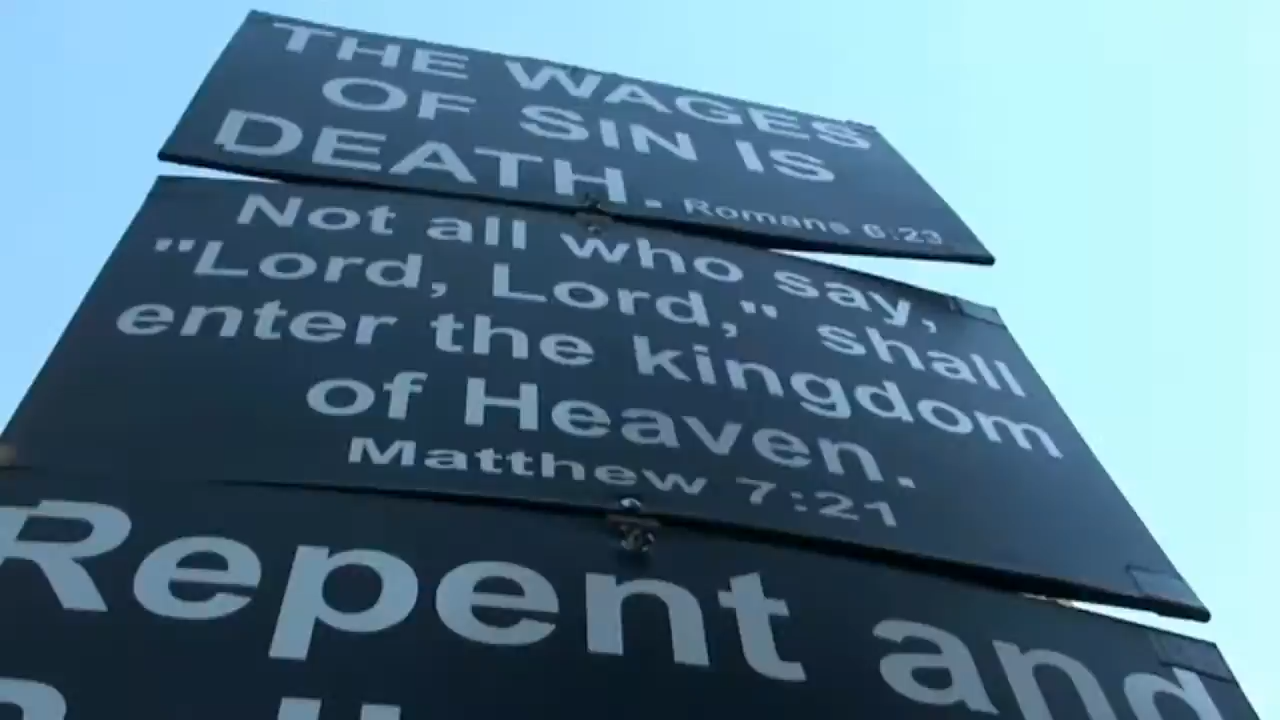 THE WAGES
OF SIN IS
DEATH. Romans 6:23
Not all who say,
"Lord, Lord," shall
enter the kingdom
of Heaven.
Matthew 7:21
Repent and